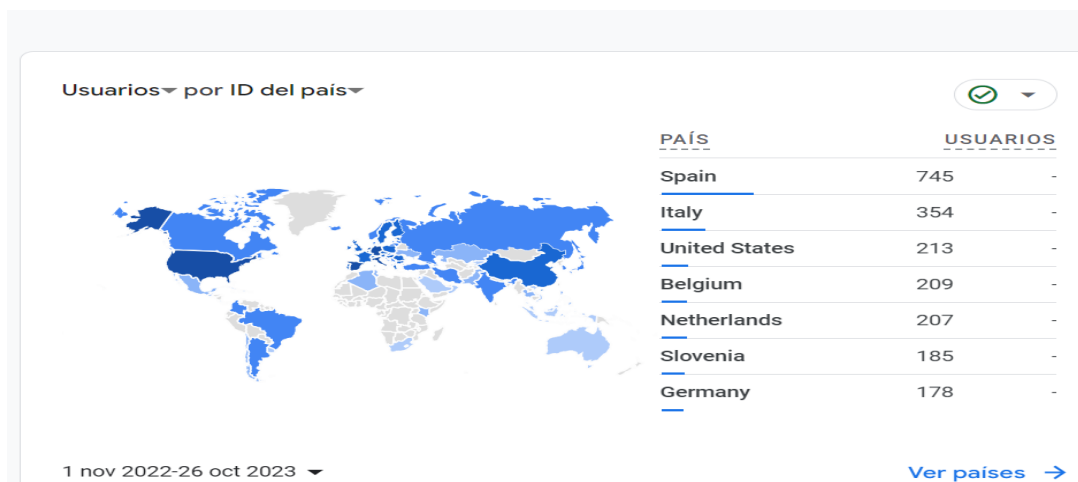 Usuarios por ID del país
PAÍS USUARIOS
Spain 745 -
Italy 354 -
United States 213 -
Belgium 209 -
Netherlands 207 -
Slovenia 185 -
Germany 178 -
1 nov 2022-26 oct 2023
Ver países →